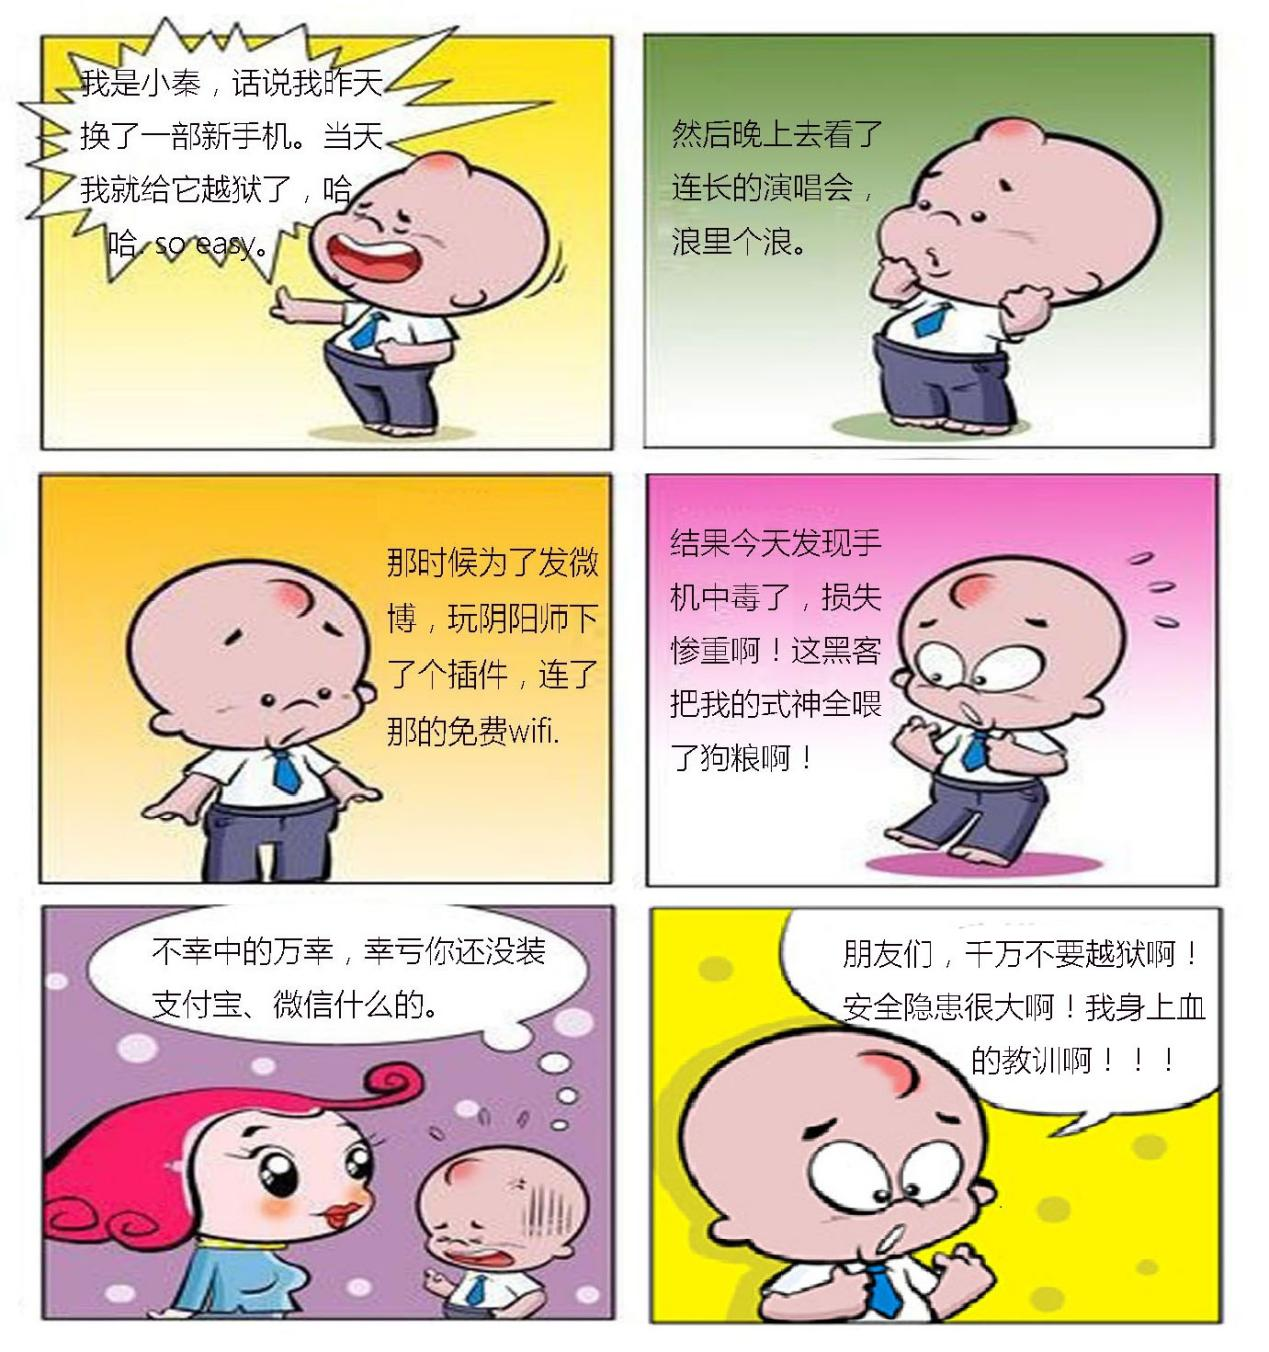 我是小秦，话说我昨天
换了一部新手机。当天
我就给它越狱了，哈
哈. so easy。
然后晚上去看了
连长的演唱会，
浪里个浪。
那时候为了发微
博，玩阴阳师下
了个插件，连了
那的免费wifi.
结果今天发现手
机中毒了，损失
惨重啊！这黑客
把我的式神全喂
了狗粮啊！
不幸中的万幸，幸亏你还没装
支付宝、微信什么的。
朋友们，千万不要越狱啊！
安全隐患很大啊！我身上血
的教训啊！！！